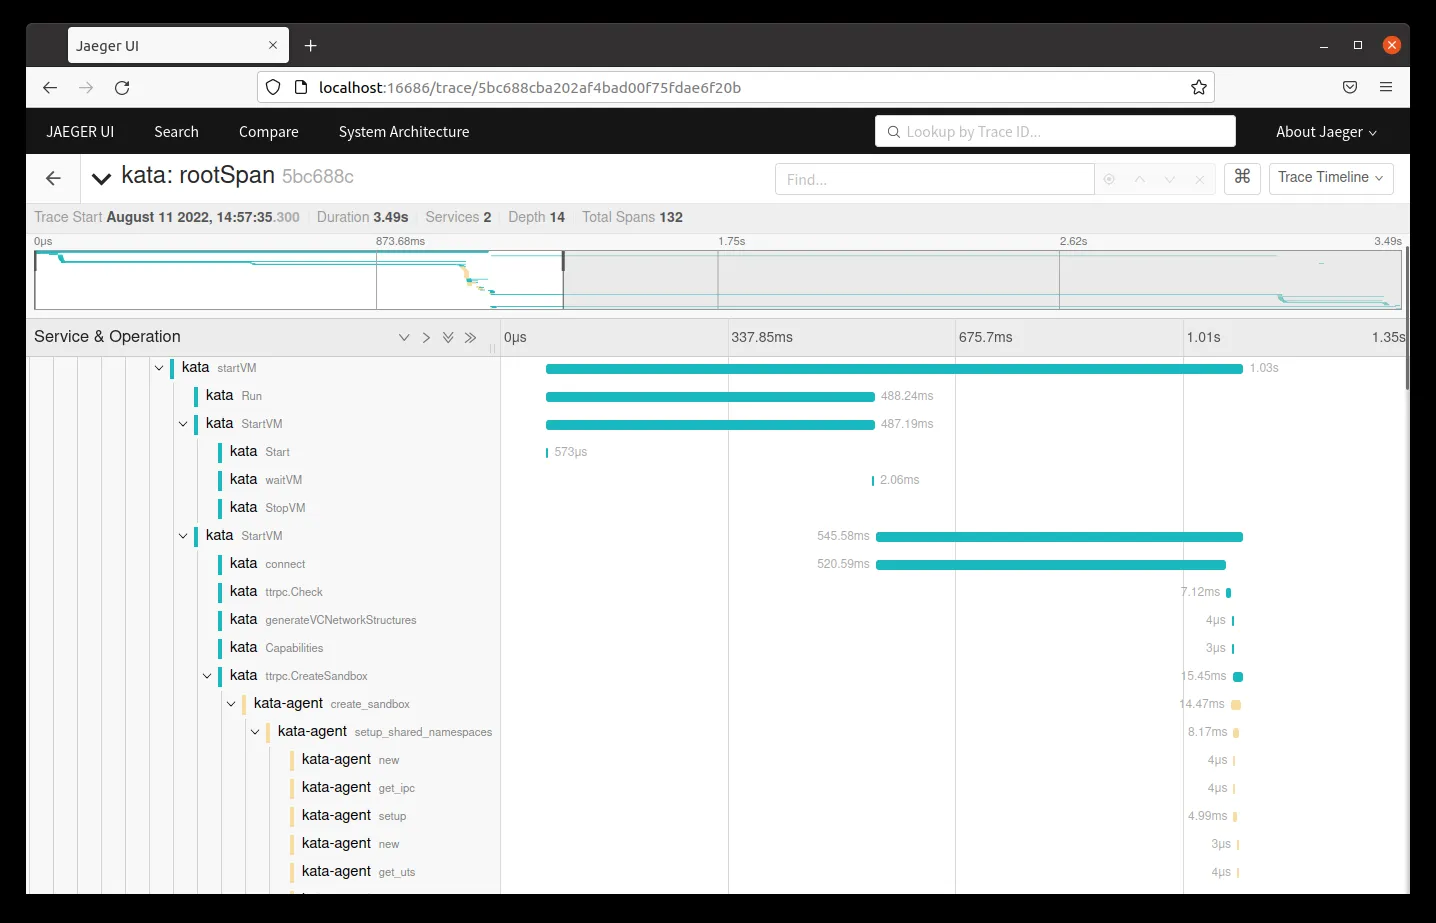 Jaeger UI
localhost:16686/trace/5bc688cba202af4bad00f75fdae6f20b
JAEGER UI Search Compare System Architecture Lookup by Trace ID... About Jaeger
kata: rootSpan 5bc688c Find... ⌘ Trace Timeline
Trace Start August 11 2022, 14:57:35.300 Duration 3.49s Services 2 Depth 14 Total Spans 132
0μs 873.68ms 1.75s 2.62s 3.49s
Service & Operation 0μs 337.85ms 675.7ms 1.01s 1.35s
kata startVM 1.03s
kata Run 488.24ms
kata StartVM 487.19ms
kata Start 573μs
kata waitVM 2.06ms
kata StopVM
kata StartVM 545.58ms
kata connect 520.59ms
kata ttrpc.Check 7.12ms
kata generateVCNetworkStructures 4μs
kata Capabilities 3μs
kata ttrpc.CreateSandbox 15.45ms
kata-agent create_sandbox 14.47ms
kata-agent setup_shared_namespaces 8.17ms
kata-agent new 4μs
kata-agent get_ipc 4μs
kata-agent setup 4.99ms
kata-agent new 3μs
kata-agent get_uts 4μs